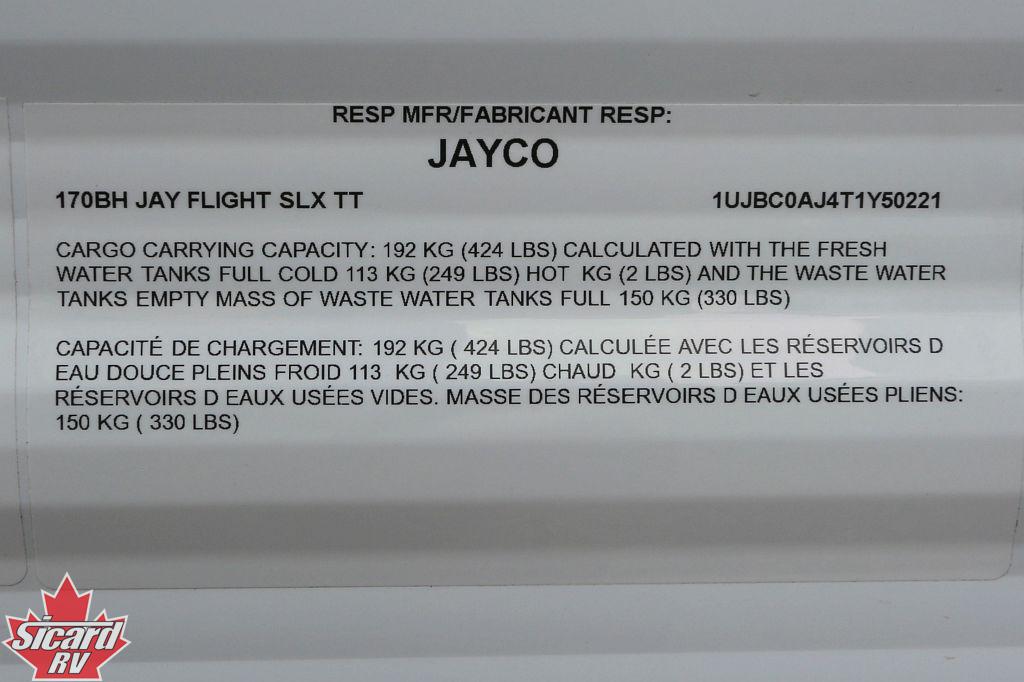 RESP MFR/FABRICANT RESP:
JAYCO
170BH JAY FLIGHT SLX TT 1UJBC0AJ4T1Y50221
CARGO CARRYING CAPACITY: 192 KG (424 LBS) CALCULATED WITH THE FRESH
WATER TANKS FULL COLD 113 KG (249 LBS) HOT  KG (2 LBS) AND THE WASTE WATER
TANKS EMPTY MASS OF WASTE WATER TANKS FULL 150 KG (330 LBS)
CAPACITÉ DE CHARGEMENT: 192 KG ( 424 LBS) CALCULÉE AVEC LES RÉSERVOIRS D
EAU DOUCE PLEINS FROID 113  KG ( 249 LBS) CHAUD  KG ( 2 LBS) ET LES
RÉSERVOIRS D EAUX USÉES VIDES. MASSE DES RÉSERVOIRS D EAUX USÉES PLIENS:
150 KG ( 330 LBS)
Sicard
RV